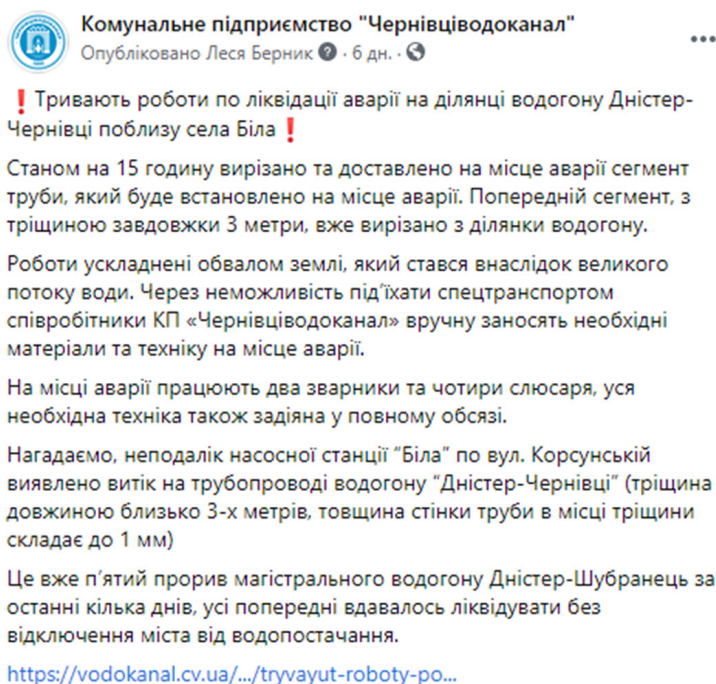 Комунальне підприємство "Чернівціводоканал"
Опубліковано Леся Берник · 6 дн. ·
❗Тривають роботи по ліквідації аварії на ділянці водогону Дністер-
Чернівці поблизу села Біла❗
Станом на 15 годину вирізано та доставлено на місце аварії сегмент
труби, який буде встановлено на місце аварії. Попередній сегмент, з
тріщиною завдовжки 3 метри, вже вирізано з ділянки водогону.
Роботи ускладнені обвалом землі, який стався внаслідок великого
потоку води. Через неможливість під’їхати спецтранспортом
співробітники КП «Чернівціводоканал» вручну заносять необхідні
матеріали та техніку на місце аварії.
На місці аварії працюють два зварники та чотири слюсаря, уся
необхідна техніка також задіяна у повному обсязі.
Нагадаємо, неподалік насосної станції “Біла” по вул. Корсунській
виявлено витік на трубопроводі водогону “Дністер-Чернівці” (тріщина
довжиною близько 3-х метрів, товщина стінки труби в місці тріщини
складає до 1 мм)
Це вже п’ятий прорив магістрального водогону Дністер-Шубранець за
останні кілька днів, усі попередні вдавалось ліквідувати без
відключення міста від водопостачання.
https://vodokanal.cv.ua/.../tryvayut-roboty-po...